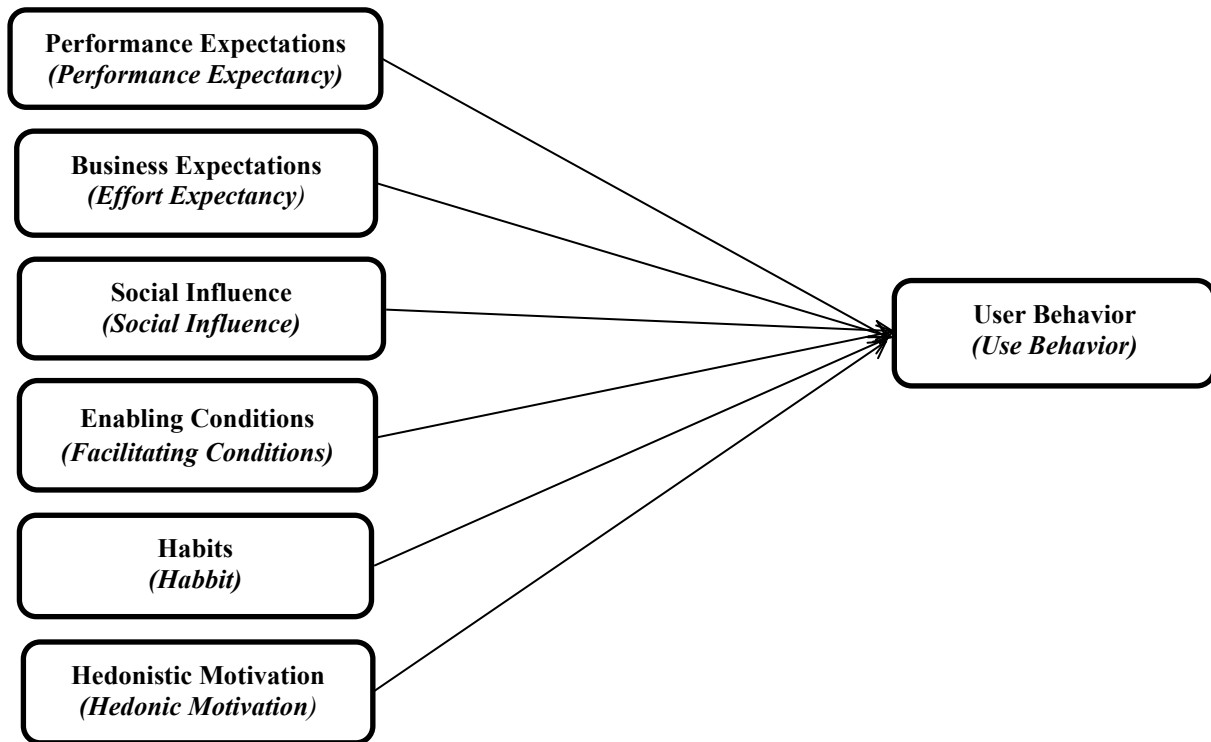 Performance Expectations
(Performance Expectancy)
Business Expectations
(Effort Expectancy)
Social Influence
(Social Influence)
Enabling Conditions
(Facilitating Conditions)
Habits
(Habbit)
Hedonistic Motivation
(Hedonic Motivation)
User Behavior
(Use Behavior)